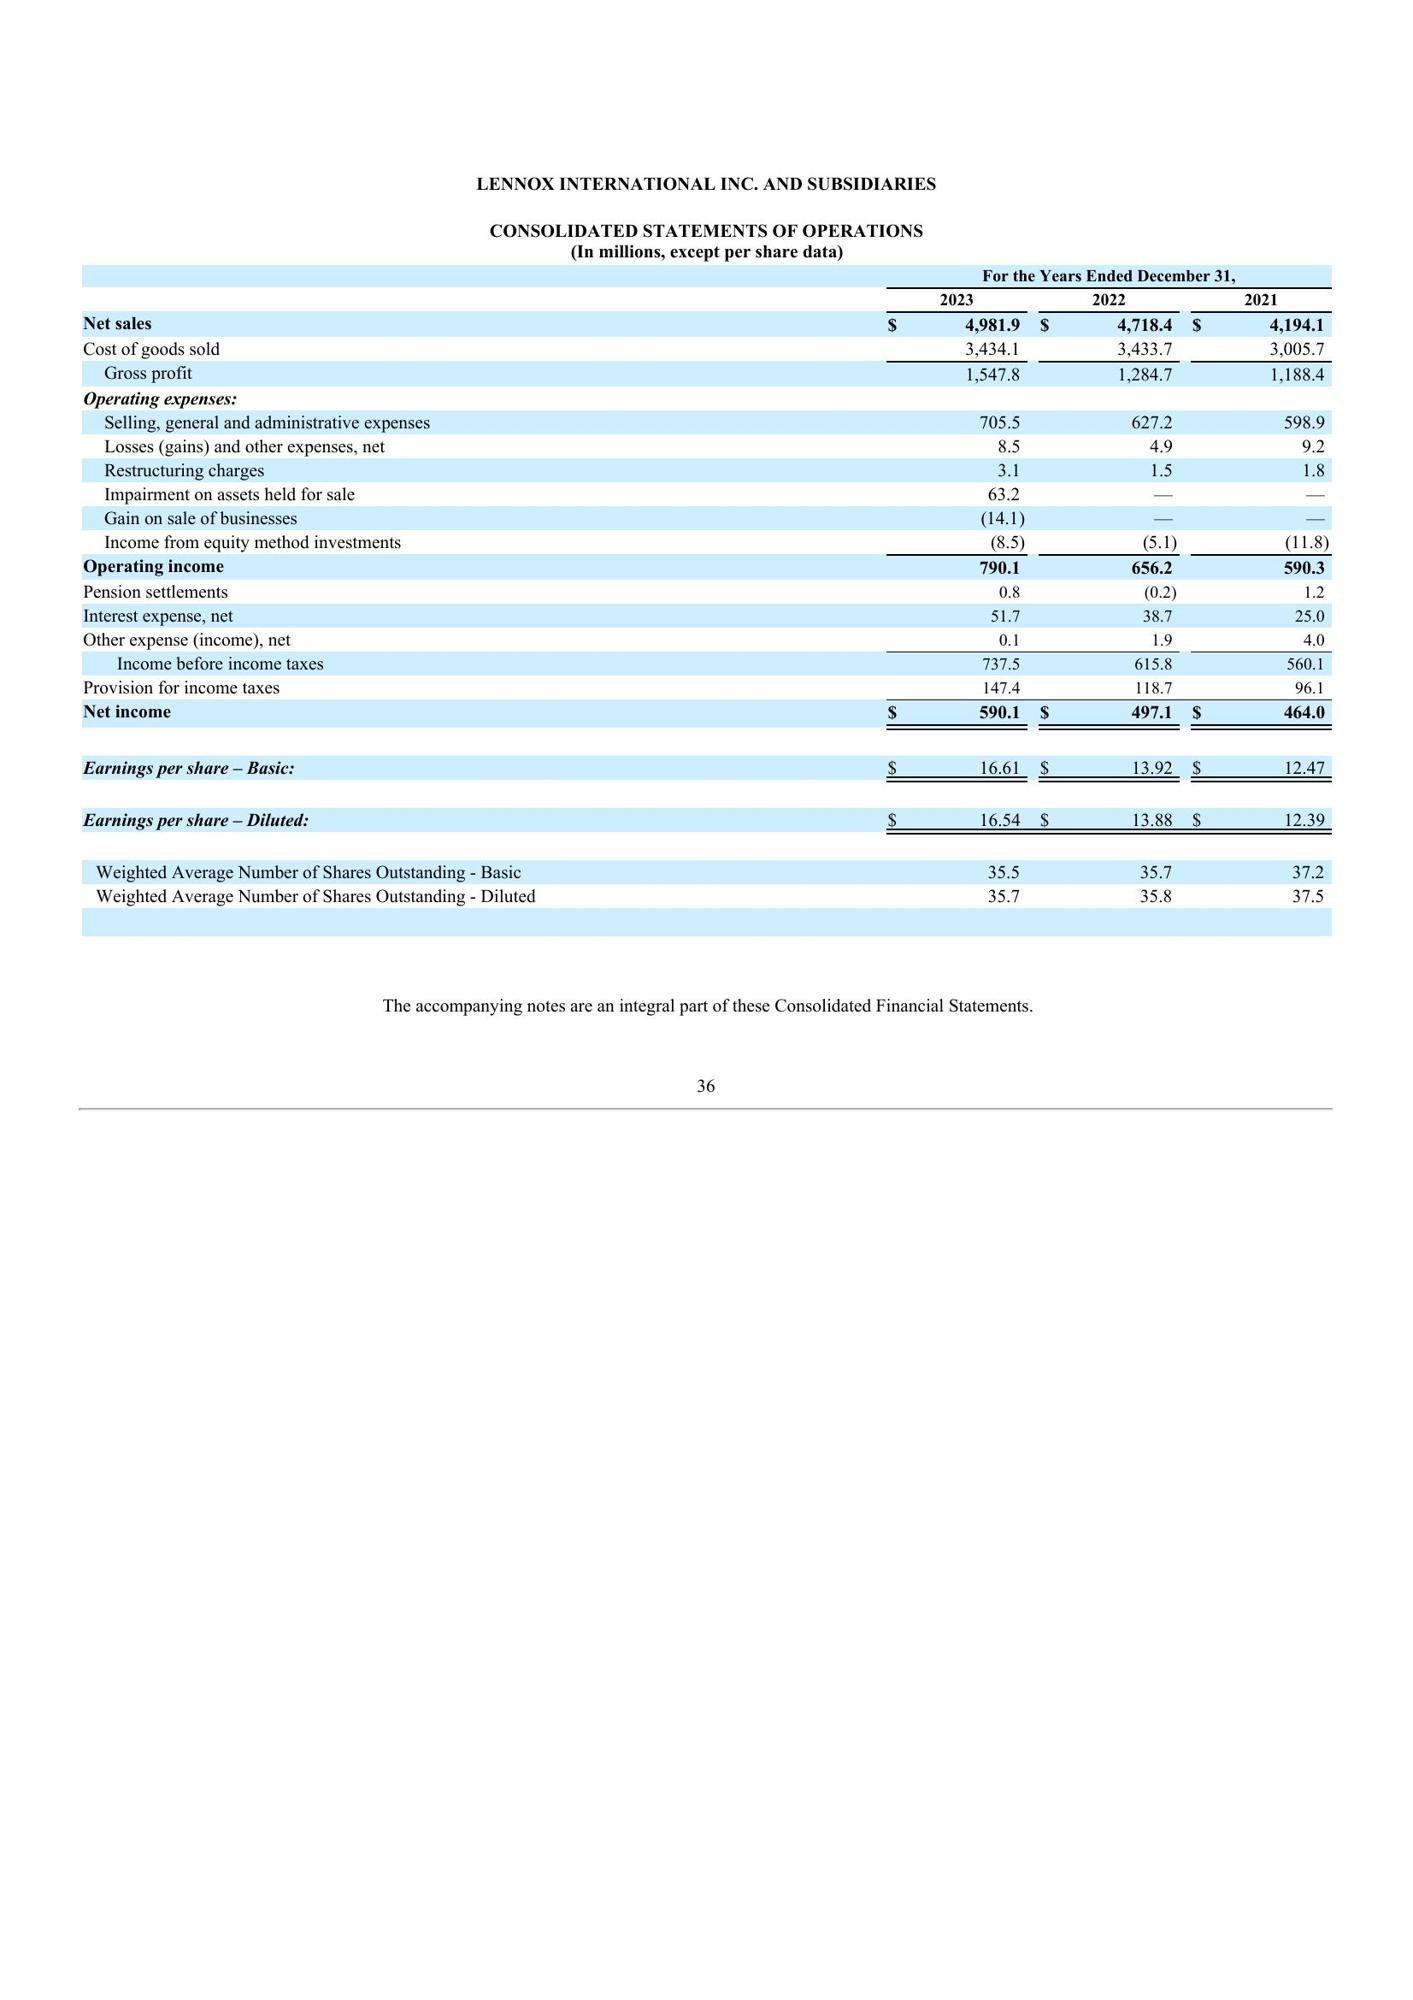 LENNOX INTERNATIONAL INC. AND SUBSIDIARIES
CONSOLIDATED STATEMENTS OF OPERATIONS
(In millions, except per share data)
For the Years Ended December 31,
2023 2022 2021
Net sales $ 4,981.9 $ 4,718.4 $ 4,194.1
Cost of goods sold 3,434.1 3,433.7 3,005.7
Gross profit 1,547.8 1,284.7 1,188.4
Operating expenses:
Selling, general and administrative expenses 705.5 627.2 598.9
Losses (gains) and other expenses, net 8.5 4.9 9.2
Restructuring charges 3.1 1.5 1.8
Impairment on assets held for sale 63.2 — —
Gain on sale of businesses (14.1) — —
Income from equity method investments (8.5) (5.1) (11.8)
Operating income 790.1 656.2 590.3
Pension settlements 0.8 (0.2) 1.2
Interest expense, net 51.7 38.7 25.0
Other expense (income), net 0.1 1.9 4.0
Income before income taxes 737.5 615.8 560.1
Provision for income taxes 147.4 118.7 96.1
Net income $ 590.1 $ 497.1 $ 464.0
Earnings per share – Basic: $ 16.61 $ 13.92 $ 12.47
Earnings per share – Diluted: $ 16.54 $ 13.88 $ 12.39
Weighted Average Number of Shares Outstanding - Basic 35.5 35.7 37.2
Weighted Average Number of Shares Outstanding - Diluted 35.7 35.8 37.5
The accompanying notes are an integral part of these Consolidated Financial Statements.
36